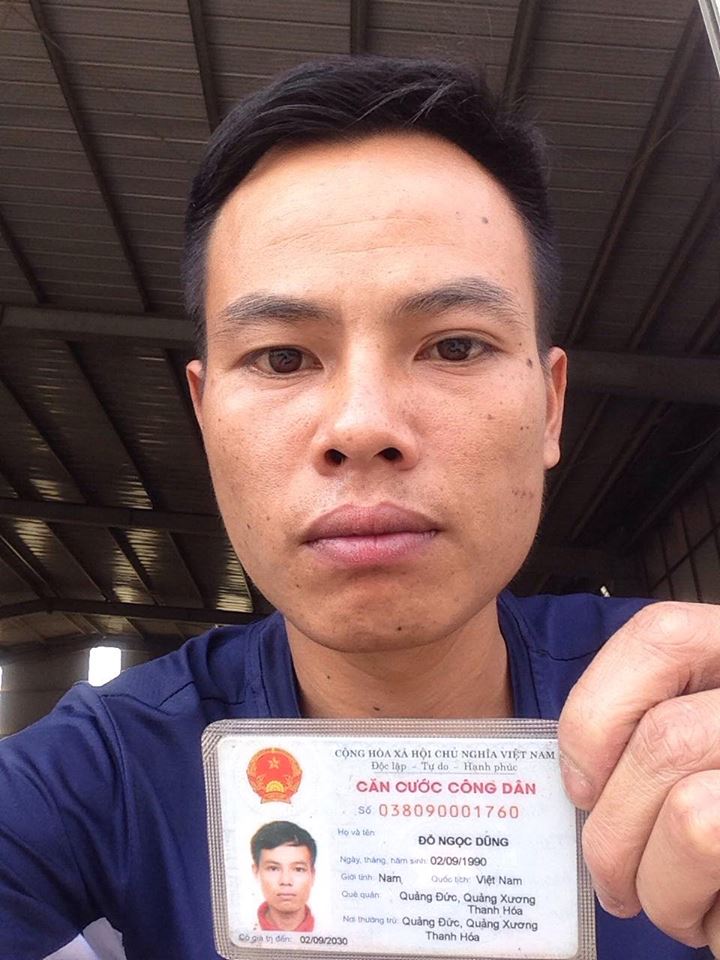 CỘNG HÒA XÃ HỘI CHỦ NGHĨA VIỆT NAM
Độc lập - Tự do - Hạnh phúc
CĂN CƯỚC CÔNG DÂN
Số 038090001760
Họ và tên:
ĐỖ NGỌC DŨNG
Ngày, tháng, năm sinh: 02/09/1990
Giới tính: Nam Quốc tịch: Việt Nam
Quê quán: Quảng Đức, Quảng Xương
Thanh Hóa
Nơi thường trú: Quảng Đức, Quảng Xương
Thanh Hóa
Có giá trị đến: 02/09/2030